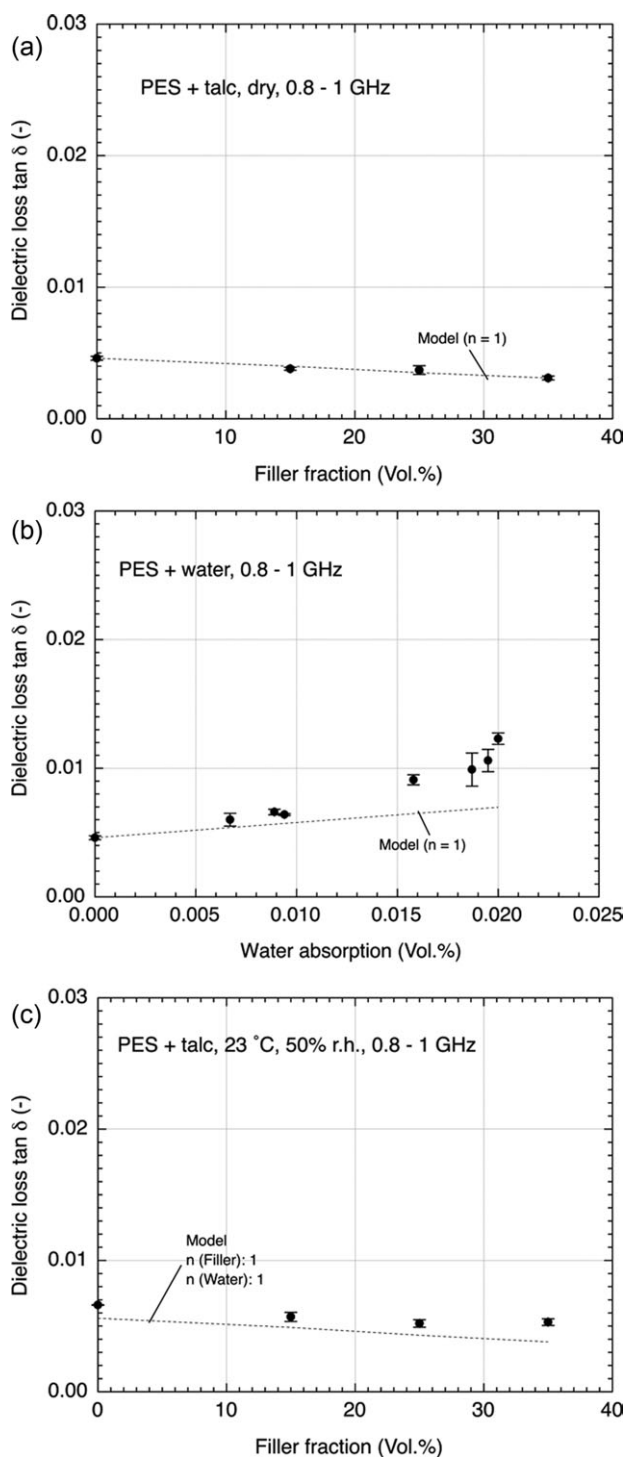 (a)
0.03
PES + talc, dry, 0.8 - 1 GHz
0.02
Dielectric loss tan δ (-)
0.01
Model (n = 1)
0.00
0 10 20 30 40
Filler fraction (Vol.%)
(b)
0.03
PES + water, 0.8 - 1 GHz
0.02
Dielectric loss tan δ (-)
0.01
Model (n = 1)
0.00
0.000 0.005 0.010 0.015 0.020 0.025
Water absorption (Vol.%)
(c)
0.03
PES + talc, 23 ˚C, 50% r.h., 0.8 - 1 GHz
0.02
Dielectric loss tan δ (-)
0.01
Model
n (Filler): 1
n (Water): 1
0.00
0 10 20 30 40
Filler fraction (Vol.%)